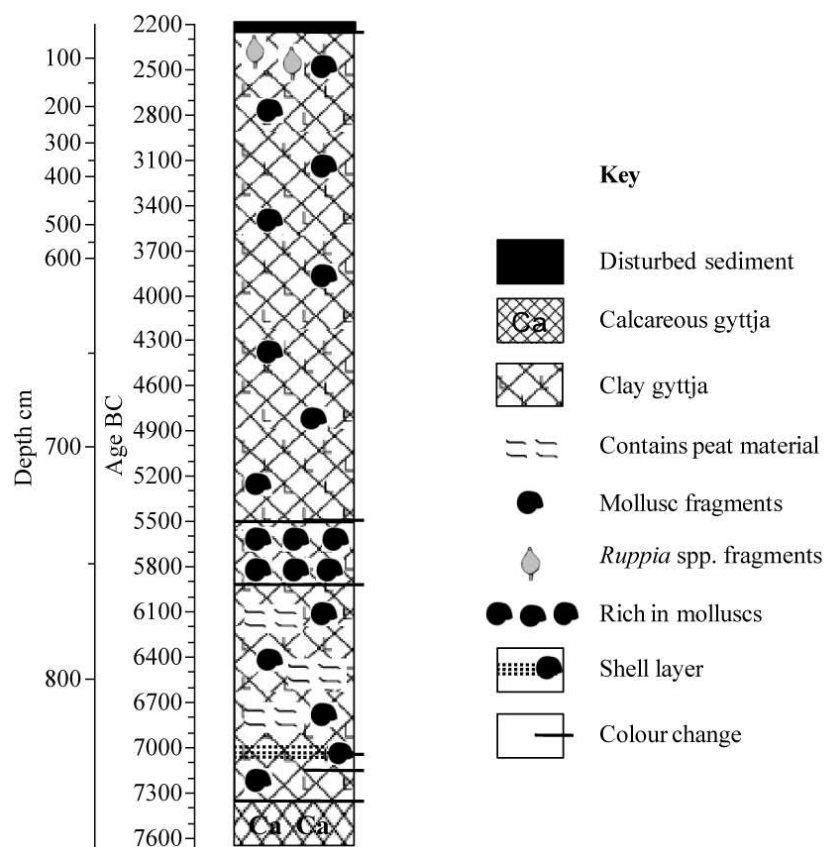 Depth cm
100
200
300
400
500
600
700
800
Age BC
2200
2500
2800
3100
3400
3700
4000
4300
4600
4900
5200
5500
5800
6100
6400
6700
7000
7300
7600
Ca Ca
Key
Disturbed sediment
Ca
Calcareous gyttja
L L
Clay gyttja
Contains peat material
Mollusc fragments
Ruppia spp. fragments
Rich in molluscs
Shell layer
Colour change